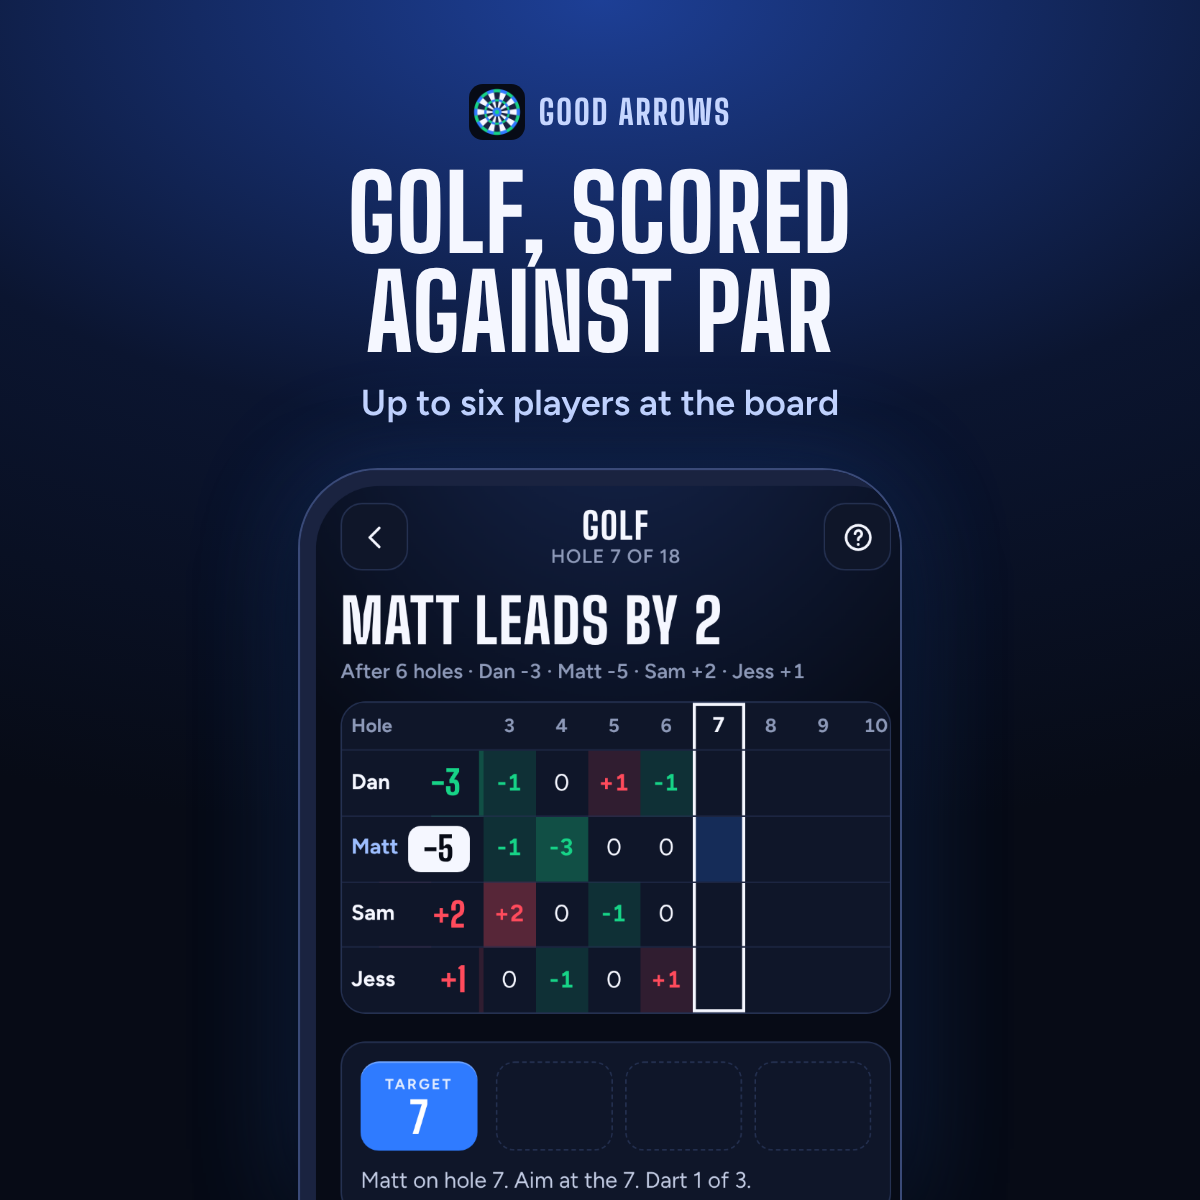 GOOD ARROWS
GOLF, SCORED
AGAINST PAR
Up to six players at the board
GOLF
HOLE 7 OF 18
MATT LEADS BY 2
After 6 holes · Dan -3 · Matt -5 · Sam +2 · Jess +1
Hole 3 4 5 6 7 8 9 10
Dan -3 -1 0 +1 -1
Matt -5 -1 -3 0 0
Sam +2 +2 0 -1 0
Jess +1 0 -1 0 +1
TARGET
7
Matt on hole 7. Aim at the 7. Dart 1 of 3.